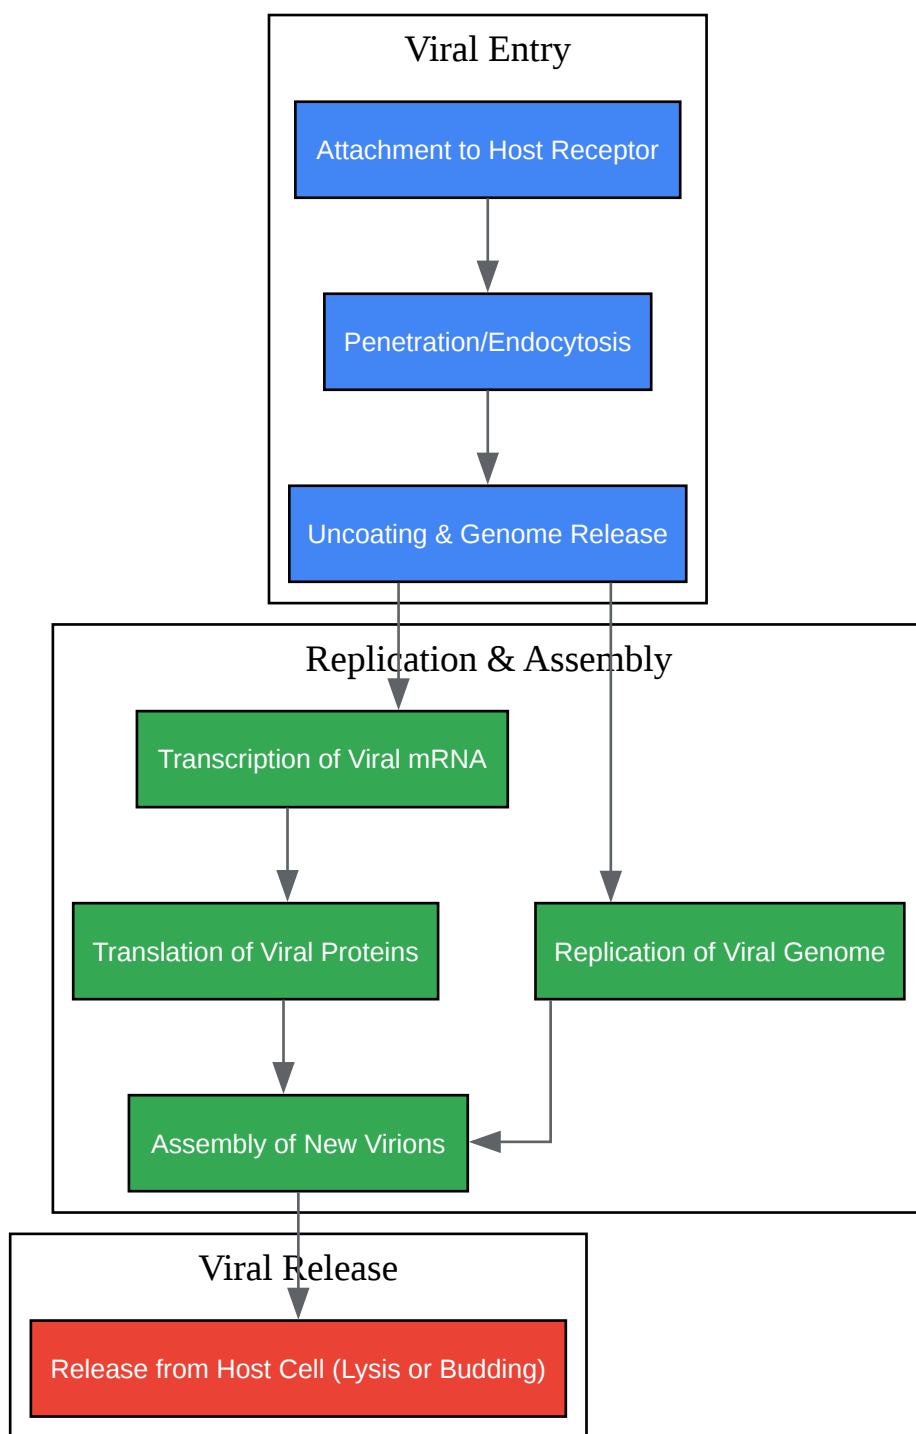 Viral Entry
Attachment to Host Receptor
Penetration/Endocytosis
Uncoating & Genome Release
Replication & Assembly
Transcription of Viral mRNA
Translation of Viral Proteins
Replication of Viral Genome
Assembly of New Virions
Viral Release
Release from Host Cell (Lysis or Budding)